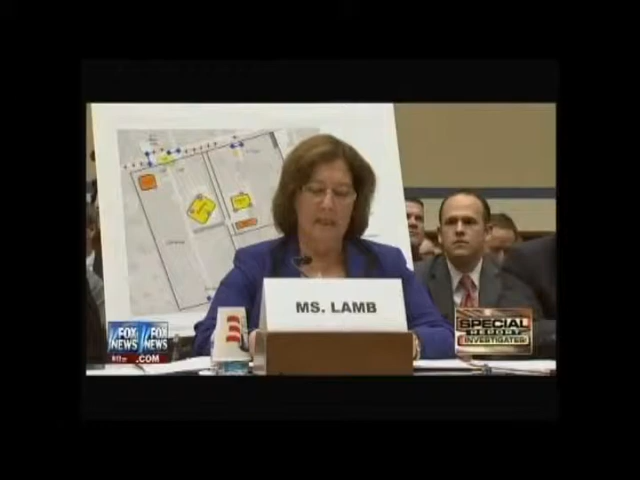 MS. LAMB
FOX NEWS FOX NEWS
.COM
SPECIAL
REPORT
INVESTIGATES